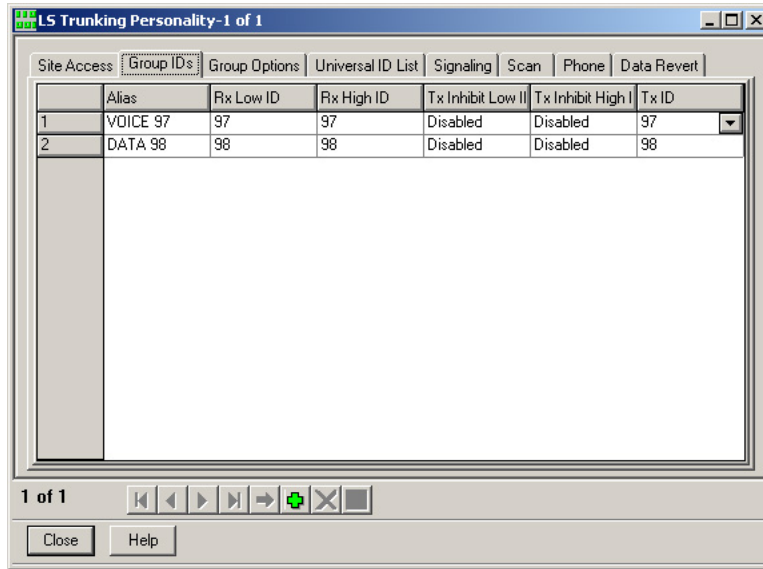 LS Trunking Personality-1 of 1
Site Access Group IDs Group Options Universal ID List Signaling Scan Phone Data Revert
Alias Rx Low ID Rx High ID Tx Inhibit Low II Tx Inhibit High I Tx ID
1 VOICE 97 97 97 Disabled Disabled 97
2 DATA 98 98 98 Disabled Disabled 98
1 of 1
Close Help